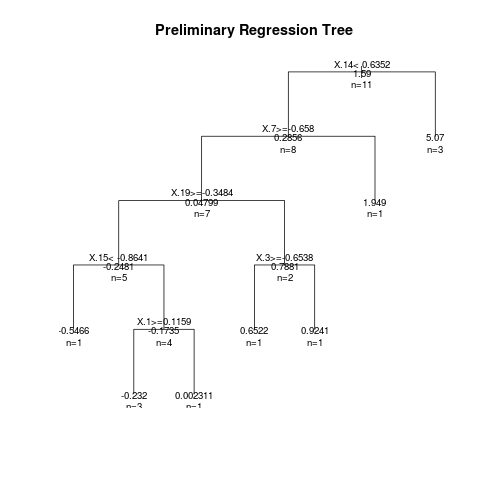 Preliminary Regression Tree
X.14< 0.6352
1.59
n=11
X.7>=-0.658
0.2856
n=8
5.07
n=3
X.19>=-0.3484
0.04799
n=7
1.949
n=1
X.15< -0.8641
-0.2481
n=5
X.3>=-0.6538
0.7881
n=2
-0.5466
n=1
X.1>=0.1159
-0.1735
n=4
0.6522
n=1
0.9241
n=1
-0.232
n=3
0.002311
n=1